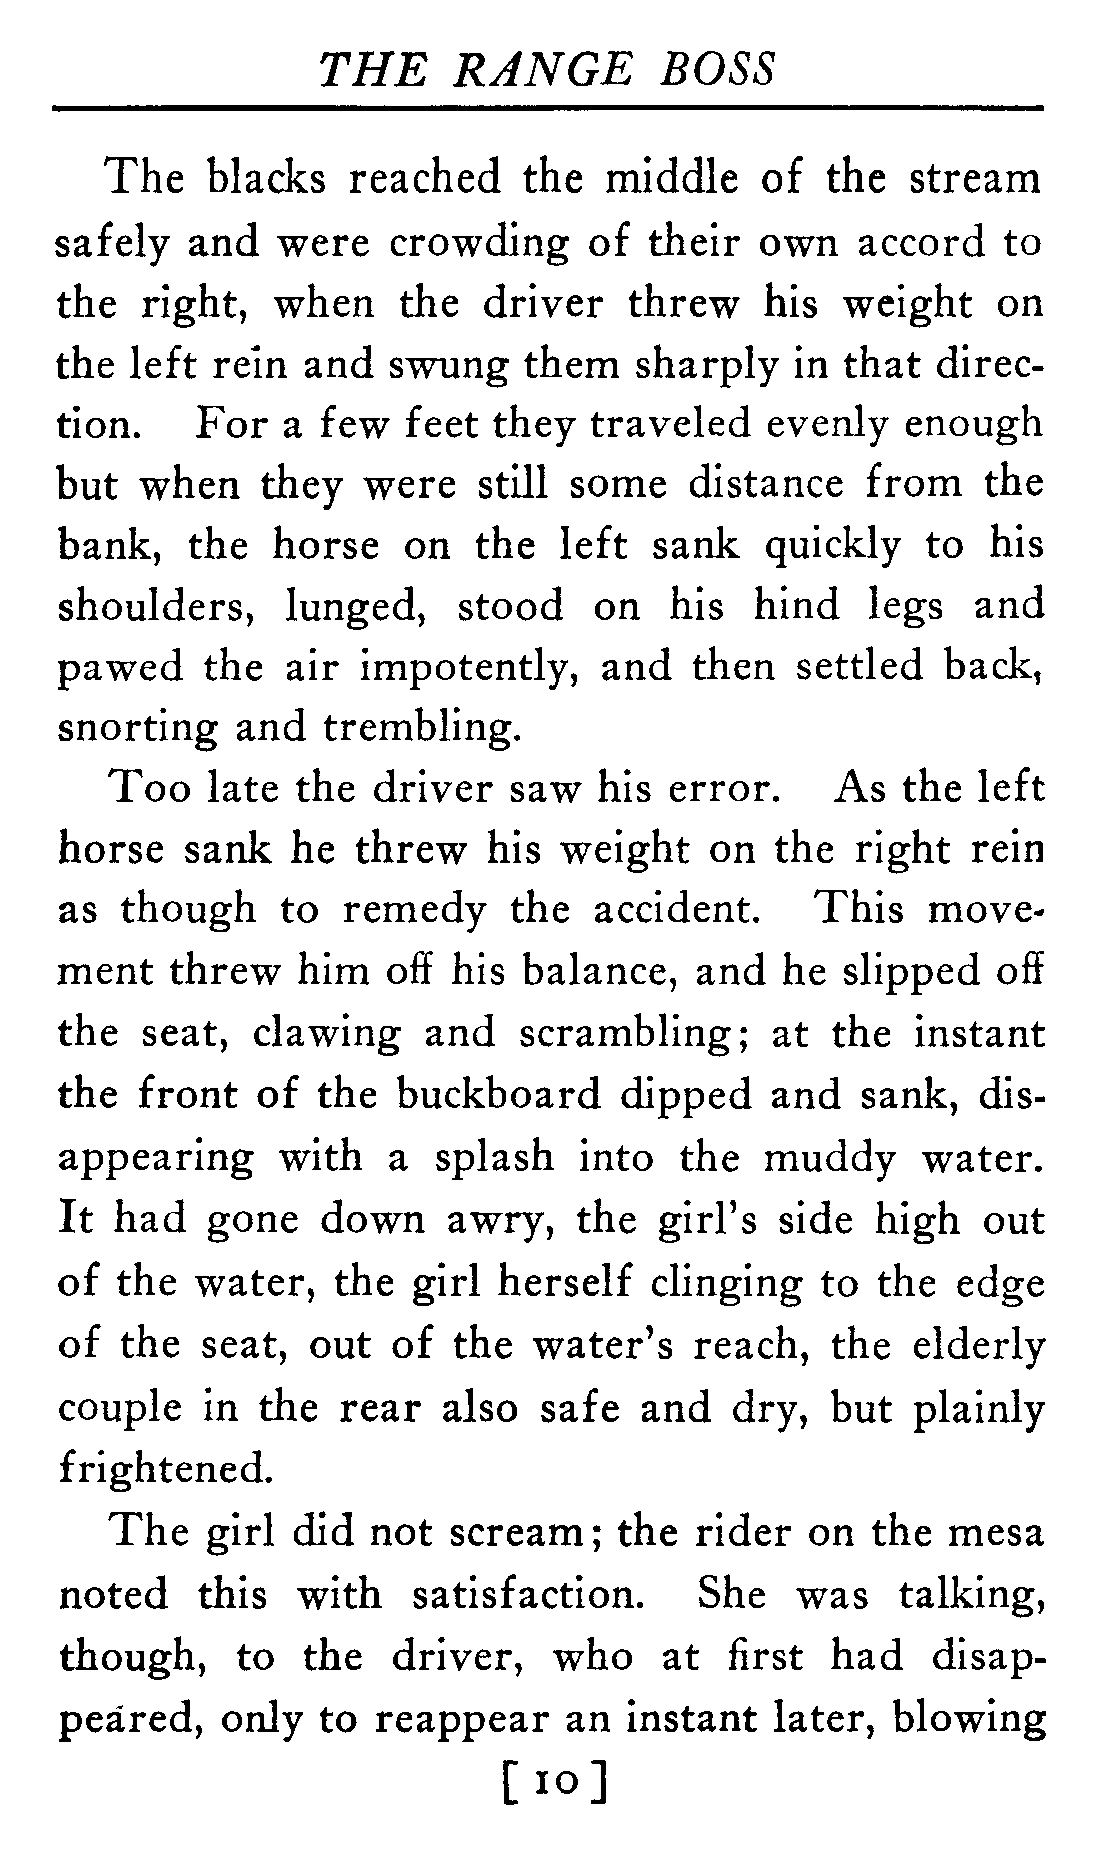 THE RANGE BOSS
The blacks reached the middle of the stream
safely and were crowding of their own accord to
the right, when the driver threw his weight on
the left rein and swung them sharply in that direc-
tion. For a few feet they traveled evenly enough
but when they were still some distance from the
bank, the horse on the left sank quickly to his
shoulders, lunged, stood on his hind legs and
pawed the air impotently, and then settled back,
snorting and trembling.
Too late the driver saw his error. As the left
horse sank he threw his weight on the right rein
as though to remedy the accident. This move-
ment threw him off his balance, and he slipped off
the seat, clawing and scrambling; at the instant
the front of the buckboard dipped and sank, dis-
appearing with a splash into the muddy water.
It had gone down awry, the girl's side high out
of the water, the girl herself clinging to the edge
of the seat, out of the water's reach, the elderly
couple in the rear also safe and dry, but plainly
frightened.
The girl did not scream; the rider on the mesa
noted this with satisfaction. She was talking,
though, to the driver, who at first had disap-
peared, only to reappear an instant later, blowing
[ 10 ]